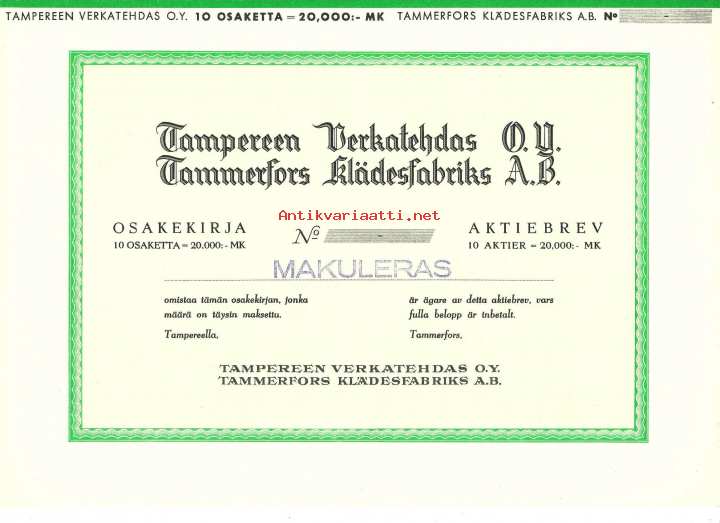 TAMPEREEN VERKATEHDAS O.Y. 10 OSAKETTA = 20,000:- MK TAMMERFORS KLÄDESFABRIKS A.B. Nº
Tampereen Verkatehdas O.Y.
Tammerfors Klädesfabriks A.B.
Antikvariaatti.net
OSAKEKIRJA
10 OSAKETTA = 20.000:- MK
Nº
AKTIEBREV
10 AKTIER = 20,000:- MK
MAKULERAS
omistaa tämän osakekirjan, jonka
määrä on täysin maksettu.
Tampereella,
är ägare av detta aktiebrev, vars
fulla belopp är inbetalt.
Tammerfors,
TAMPEREEN VERKATEHDAS O.Y.
TAMMERFORS KLÄDESFABRIKS A.B.